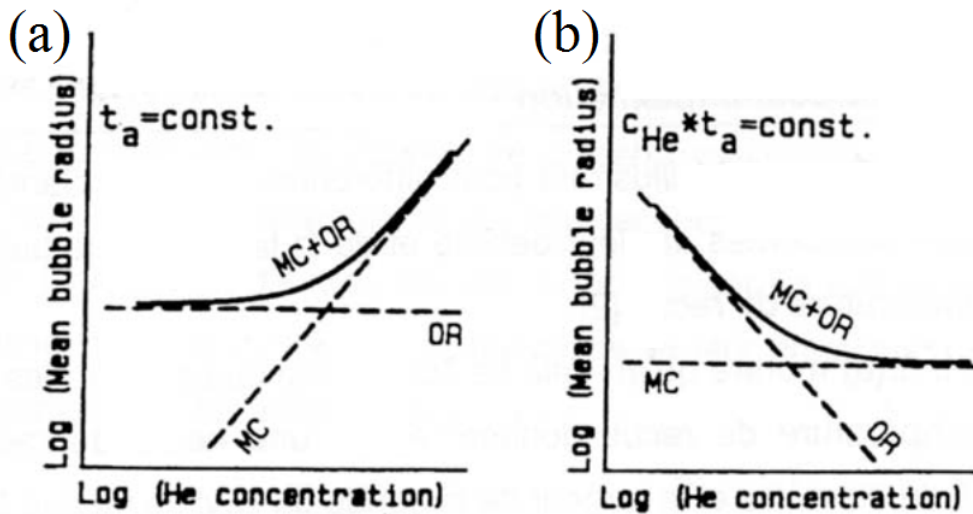 (a)
(b)
Log (Mean bubble radius)
t_a=const.
MC+OR
OR
MC
Log (He concentration)
Log (Mean bubble radius)
c_He*t_a=const.
MC+OR
MC
OR
Log (He concentration)